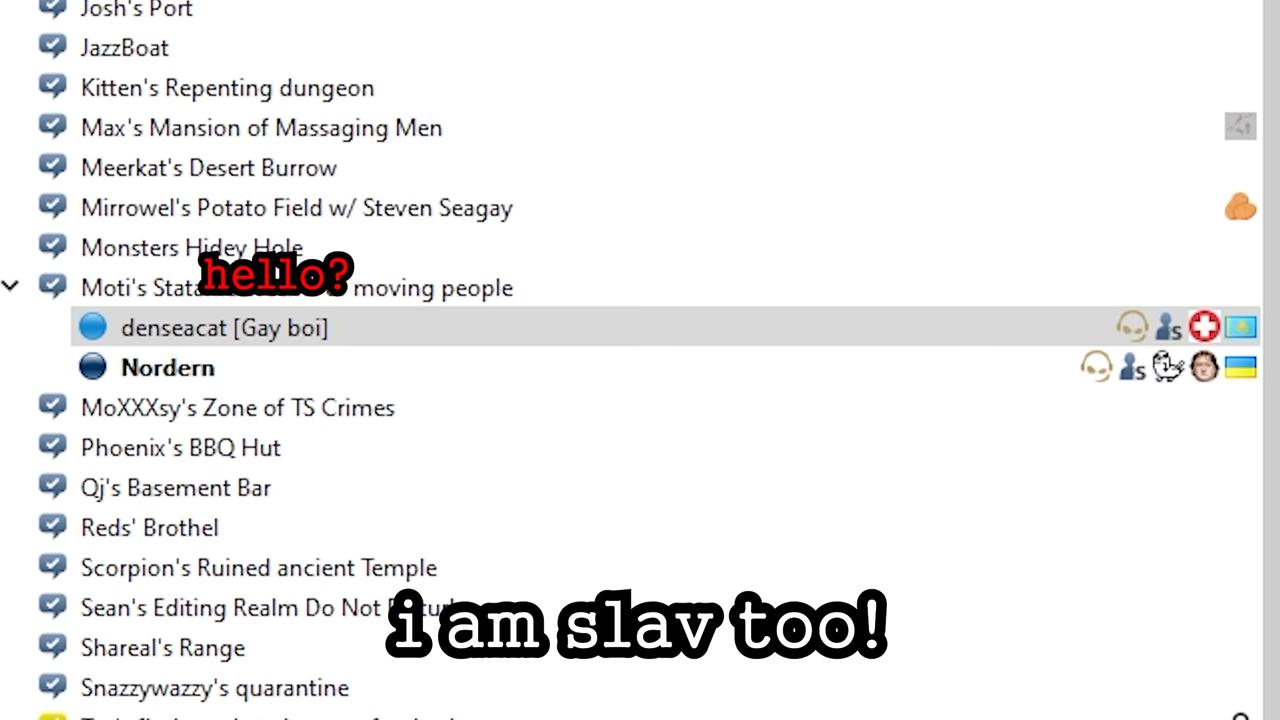 Josh's Port
JazzBoat
Kitten's Repenting dungeon
Max's Mansion of Massaging Men
Meerkat's Desert Burrow
Mirrowel's Potato Field w/ Steven Seagay
Monsters Hidey Hole
hello?
Moti's moving people
denseacat [Gay boi]
S
Nordern
S
MoXXXsy's Zone of TS Crimes
Phoenix's BBQ Hut
Qj's Basement Bar
Reds' Brothel
Scorpion's Ruined ancient Temple
Sean's Editing Realm Do Not
i am slav too!
Shareal's Range
Snazzywazzy's quarantine